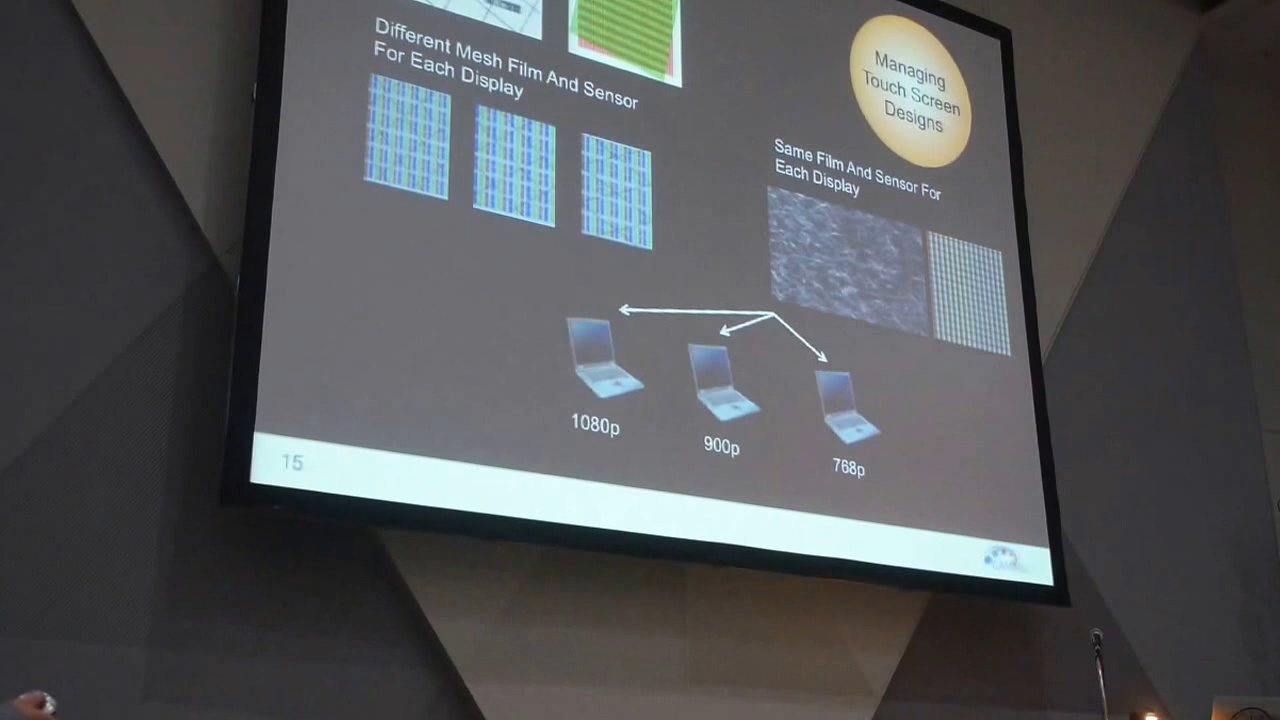 Different Mesh Film And Sensor
For Each Display
Managing
Touch Screen
Designs
Same Film And Sensor For
Each Display
1080p
900p
768p
15